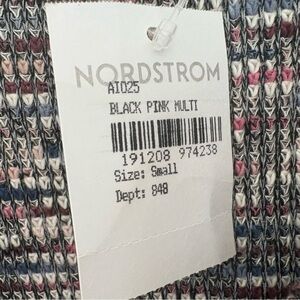 NORDSTROM
AI025
BLACK PINK MULTI
191208 974238
Size: Small
Dept: 848